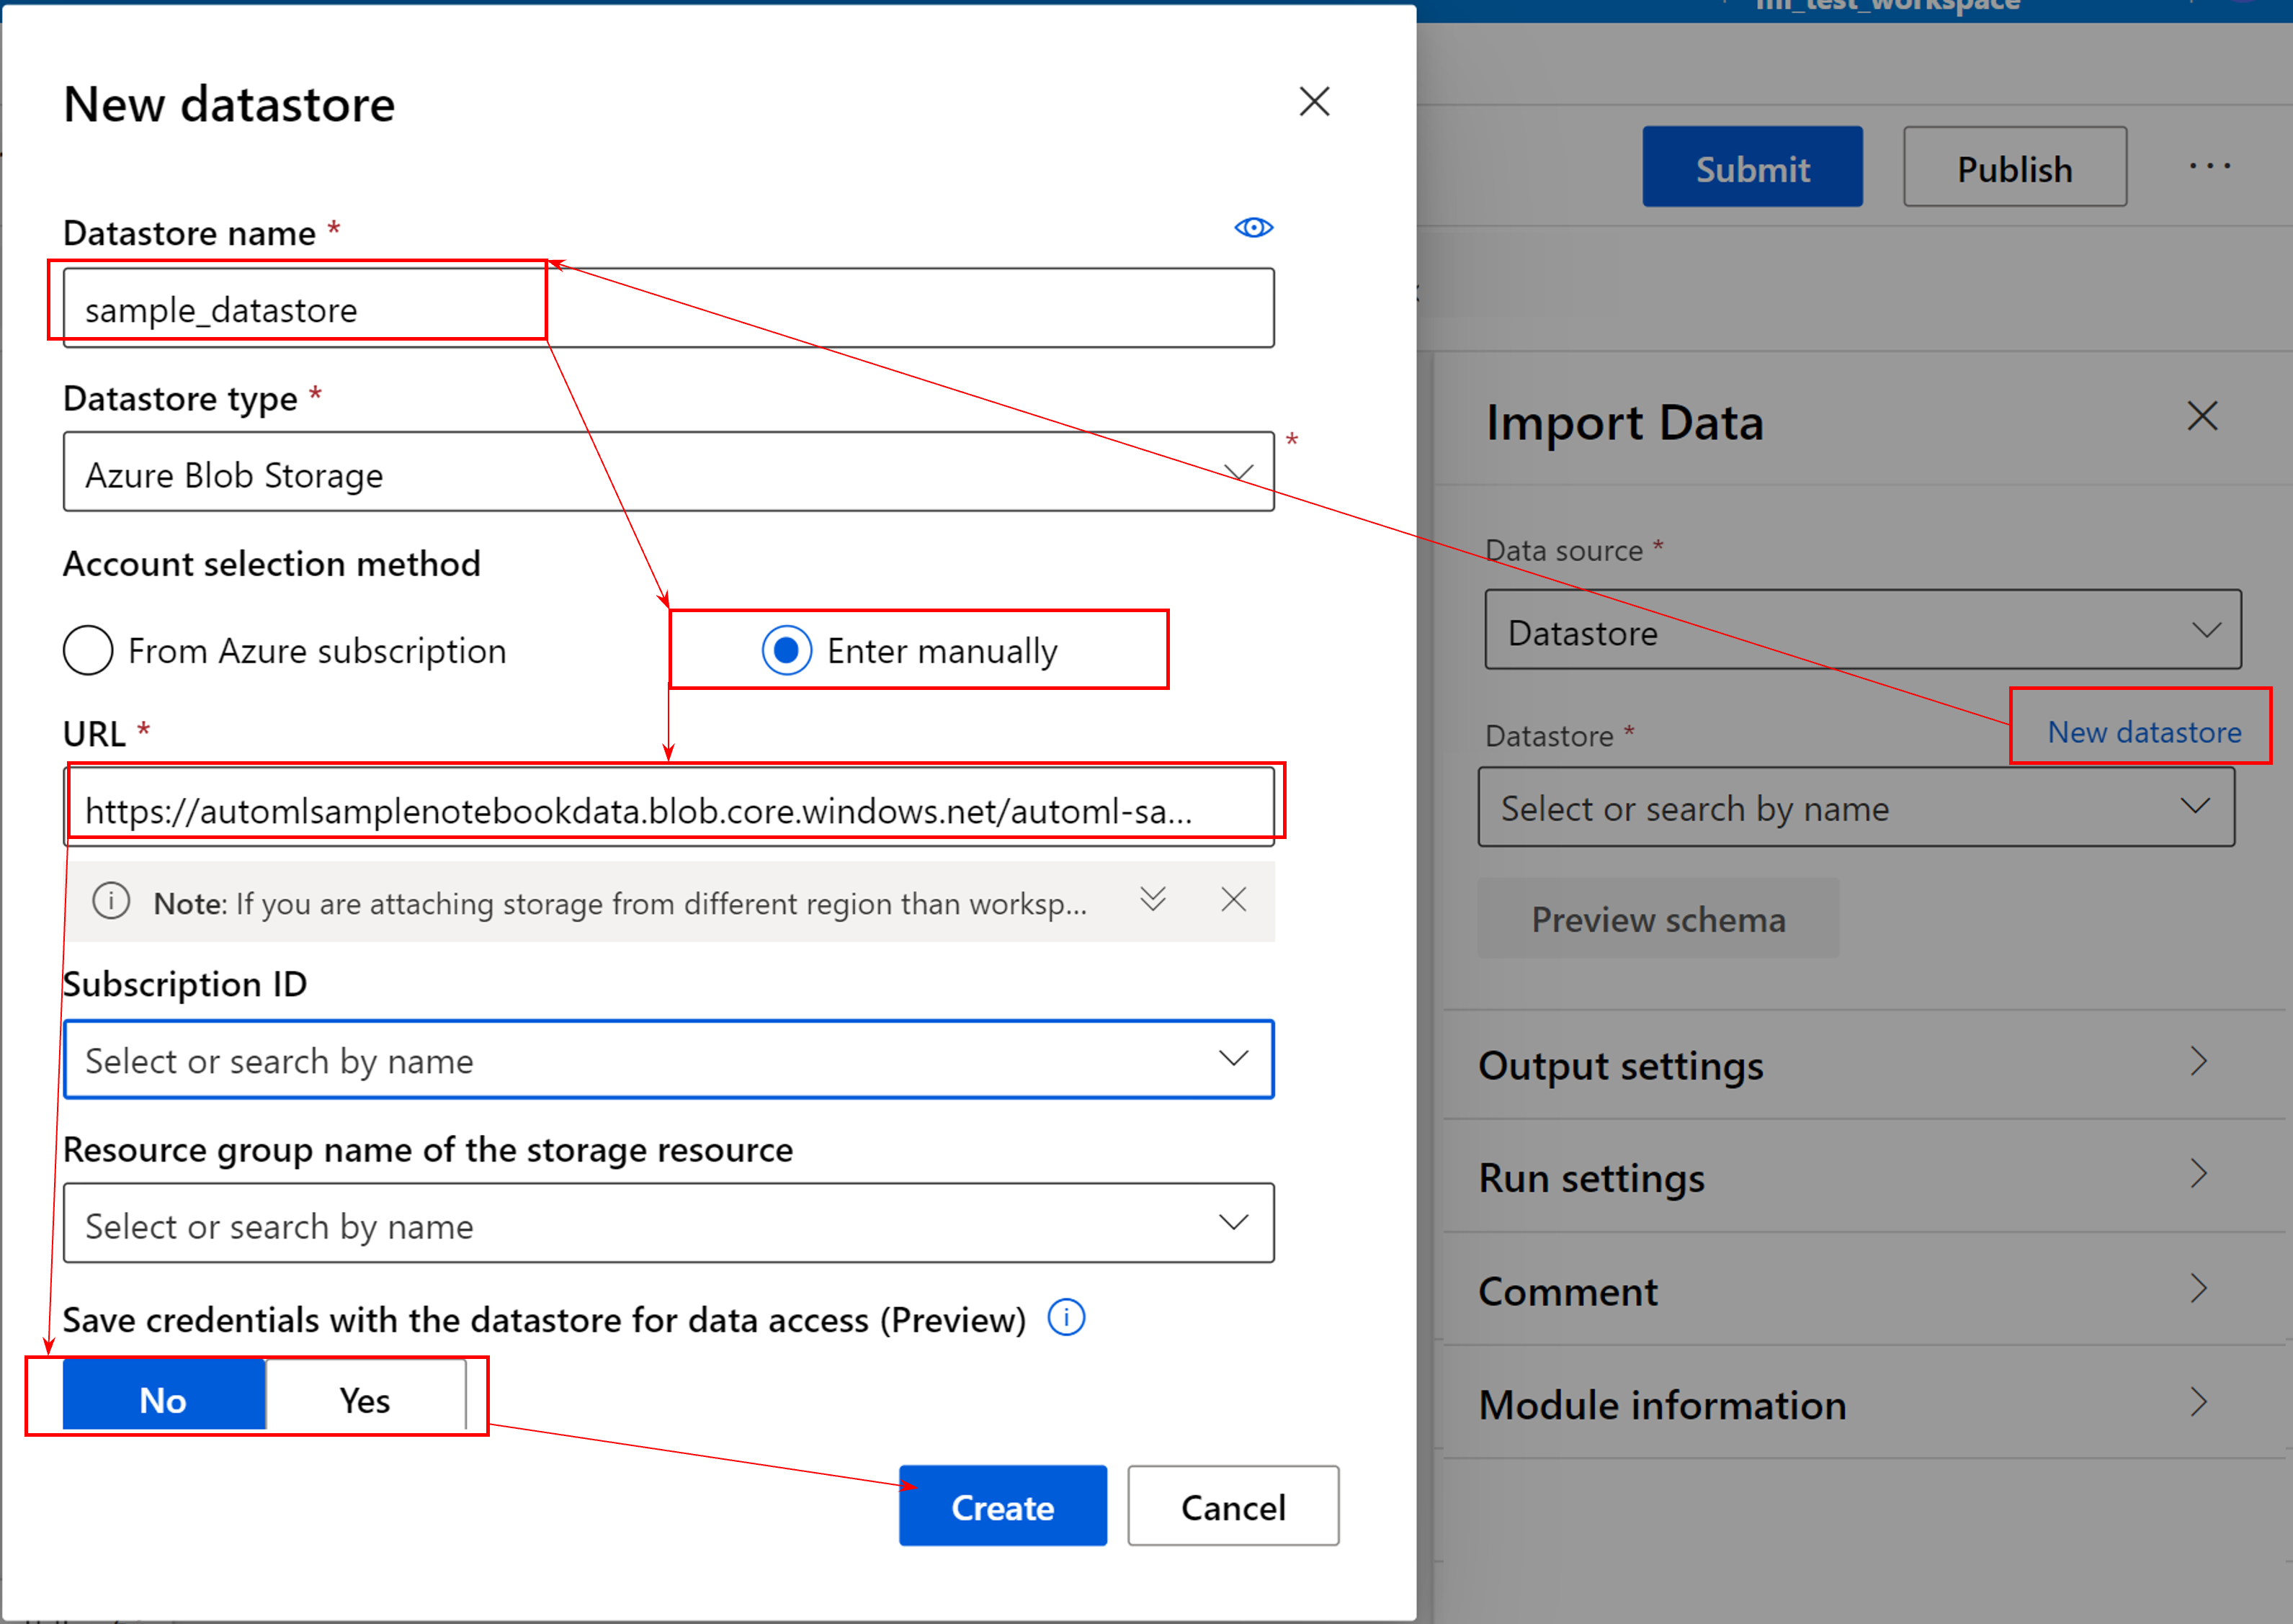 ml_test_workspace
New datastore
Datastore name *
sample_datastore
Datastore type *
Azure Blob Storage
*
Account selection method
From Azure subscription
Enter manually
URL *
https://automlsamplenotebookdata.blob.core.windows.net/automl-sa...
Note: If you are attaching storage from different region than worksp...
Subscription ID
Select or search by name
Resource group name of the storage resource
Select or search by name
Save credentials with the datastore for data access (Preview)
No
Yes
Create
Cancel
Submit
Publish
Import Data
Data source *
Datastore
Datastore *
New datastore
Select or search by name
Preview schema
Output settings
Run settings
Comment
Module information